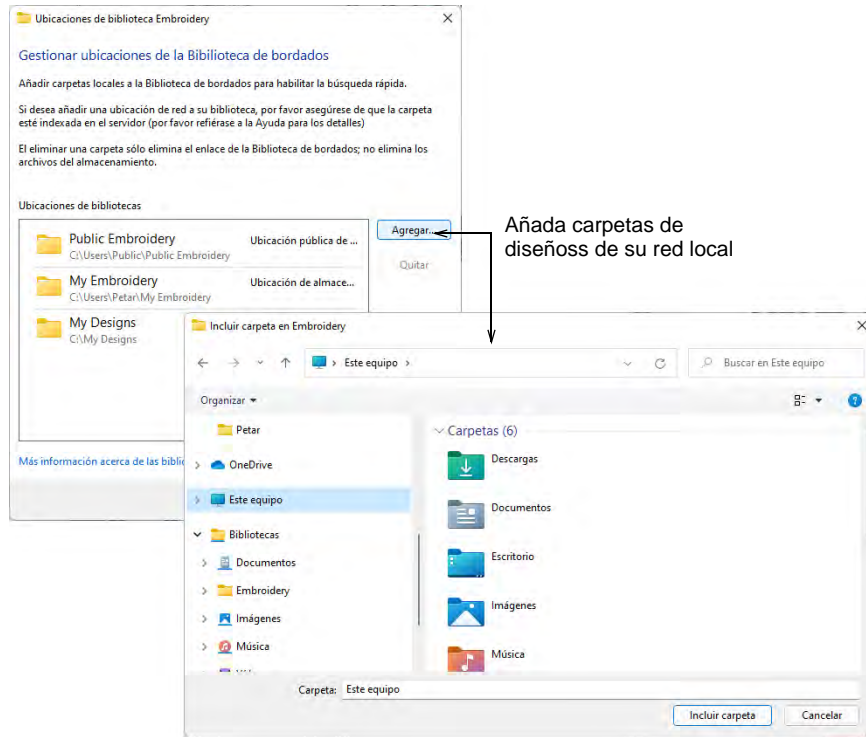 Ubicaciones de biblioteca Embroidery
Gestionar ubicaciones de la Bibilioteca de bordados
Añadir carpetas locales a la Biblioteca de bordados para habilitar la búsqueda rápida.
Si desea añadir una ubicación de red a su biblioteca, por favor asegúrese de que la carpeta
esté indexada en el servidor (por favor refiérase a la Ayuda para los detalles)
El eliminar una carpeta sólo elimina el enlace de la Biblioteca de bordados; no elimina los
archivos del almacenamiento.
Ubicaciones de bibliotecas
Public Embroidery Ubicación pública de ...
C:\Users\Public\Public Embroidery
My Embroidery Ubicación de almace...
C:\Users\Petar\My Embroidery
My Designs
C:\My Designs
Agregar...
Quitar
Más información acerca de las
Añada carpetas de
diseñoss de su red local
Incluir carpeta en Embroidery
Este equipo
Buscar en Este equipo
Organizar
Petar
OneDrive
Este equipo
Bibliotecas
Documentos
Embroidery
Imágenes
Música
Carpetas (6)
Descargas
Documentos
Escritorio
Imágenes
Música
Carpeta: Este equipo
Incluir carpeta
Cancelar